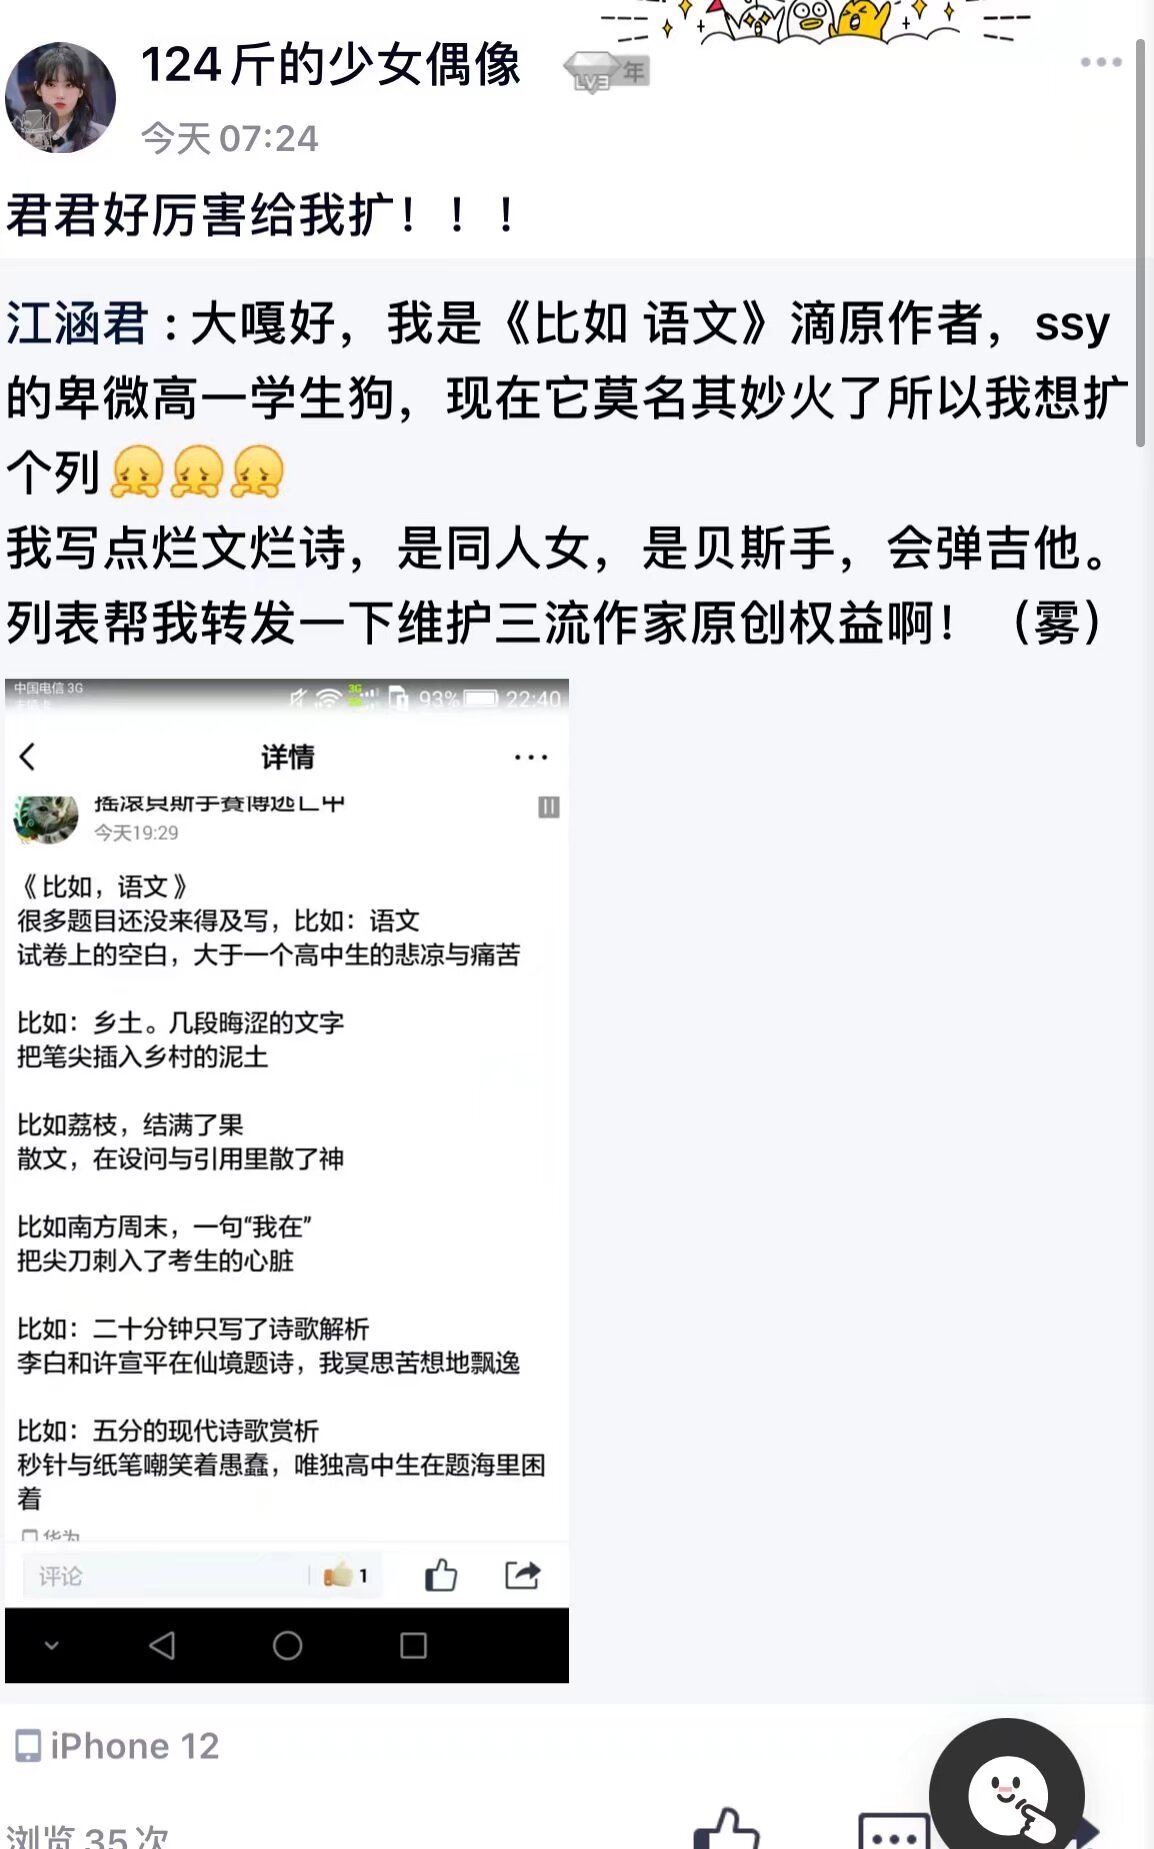 124斤的少女偶像
LV3 年
今天 07:24
君君好厉害给我扩！！！
江涵君 : 大嘎好，我是《比如 语文》滴原作者，ssy
的卑微高一学生狗，现在它莫名其妙火了所以我想扩
个列
我写点烂文烂诗，是同人女，是贝斯手，会弹吉他。
列表帮我转发一下维护三流作家原创权益啊！（雾）
中国电信 3G
3G 93% 22:40
详情
摇滚贝斯手赛博逃亡中
今天19:29
《比如，语文》
很多题目还没来得及写，比如：语文
试卷上的空白，大于一个高中生的悲凉与痛苦
比如：乡土。几段晦涩的文字
把笔尖插入乡村的泥土
比如荔枝，结满了果
散文，在设问与引用里散了神
比如南方周末，一句“我在”
把尖刀刺入了考生的心脏
比如：二十分钟只写了诗歌解析
李白和许宣平在仙境题诗，我冥思苦想地飘逸
比如：五分的现代诗歌赏析
秒针与纸笔嘲笑着愚蠢，唯独高中生在题海里困
着
华为
评论
1
iPhone 12
浏览 35 次